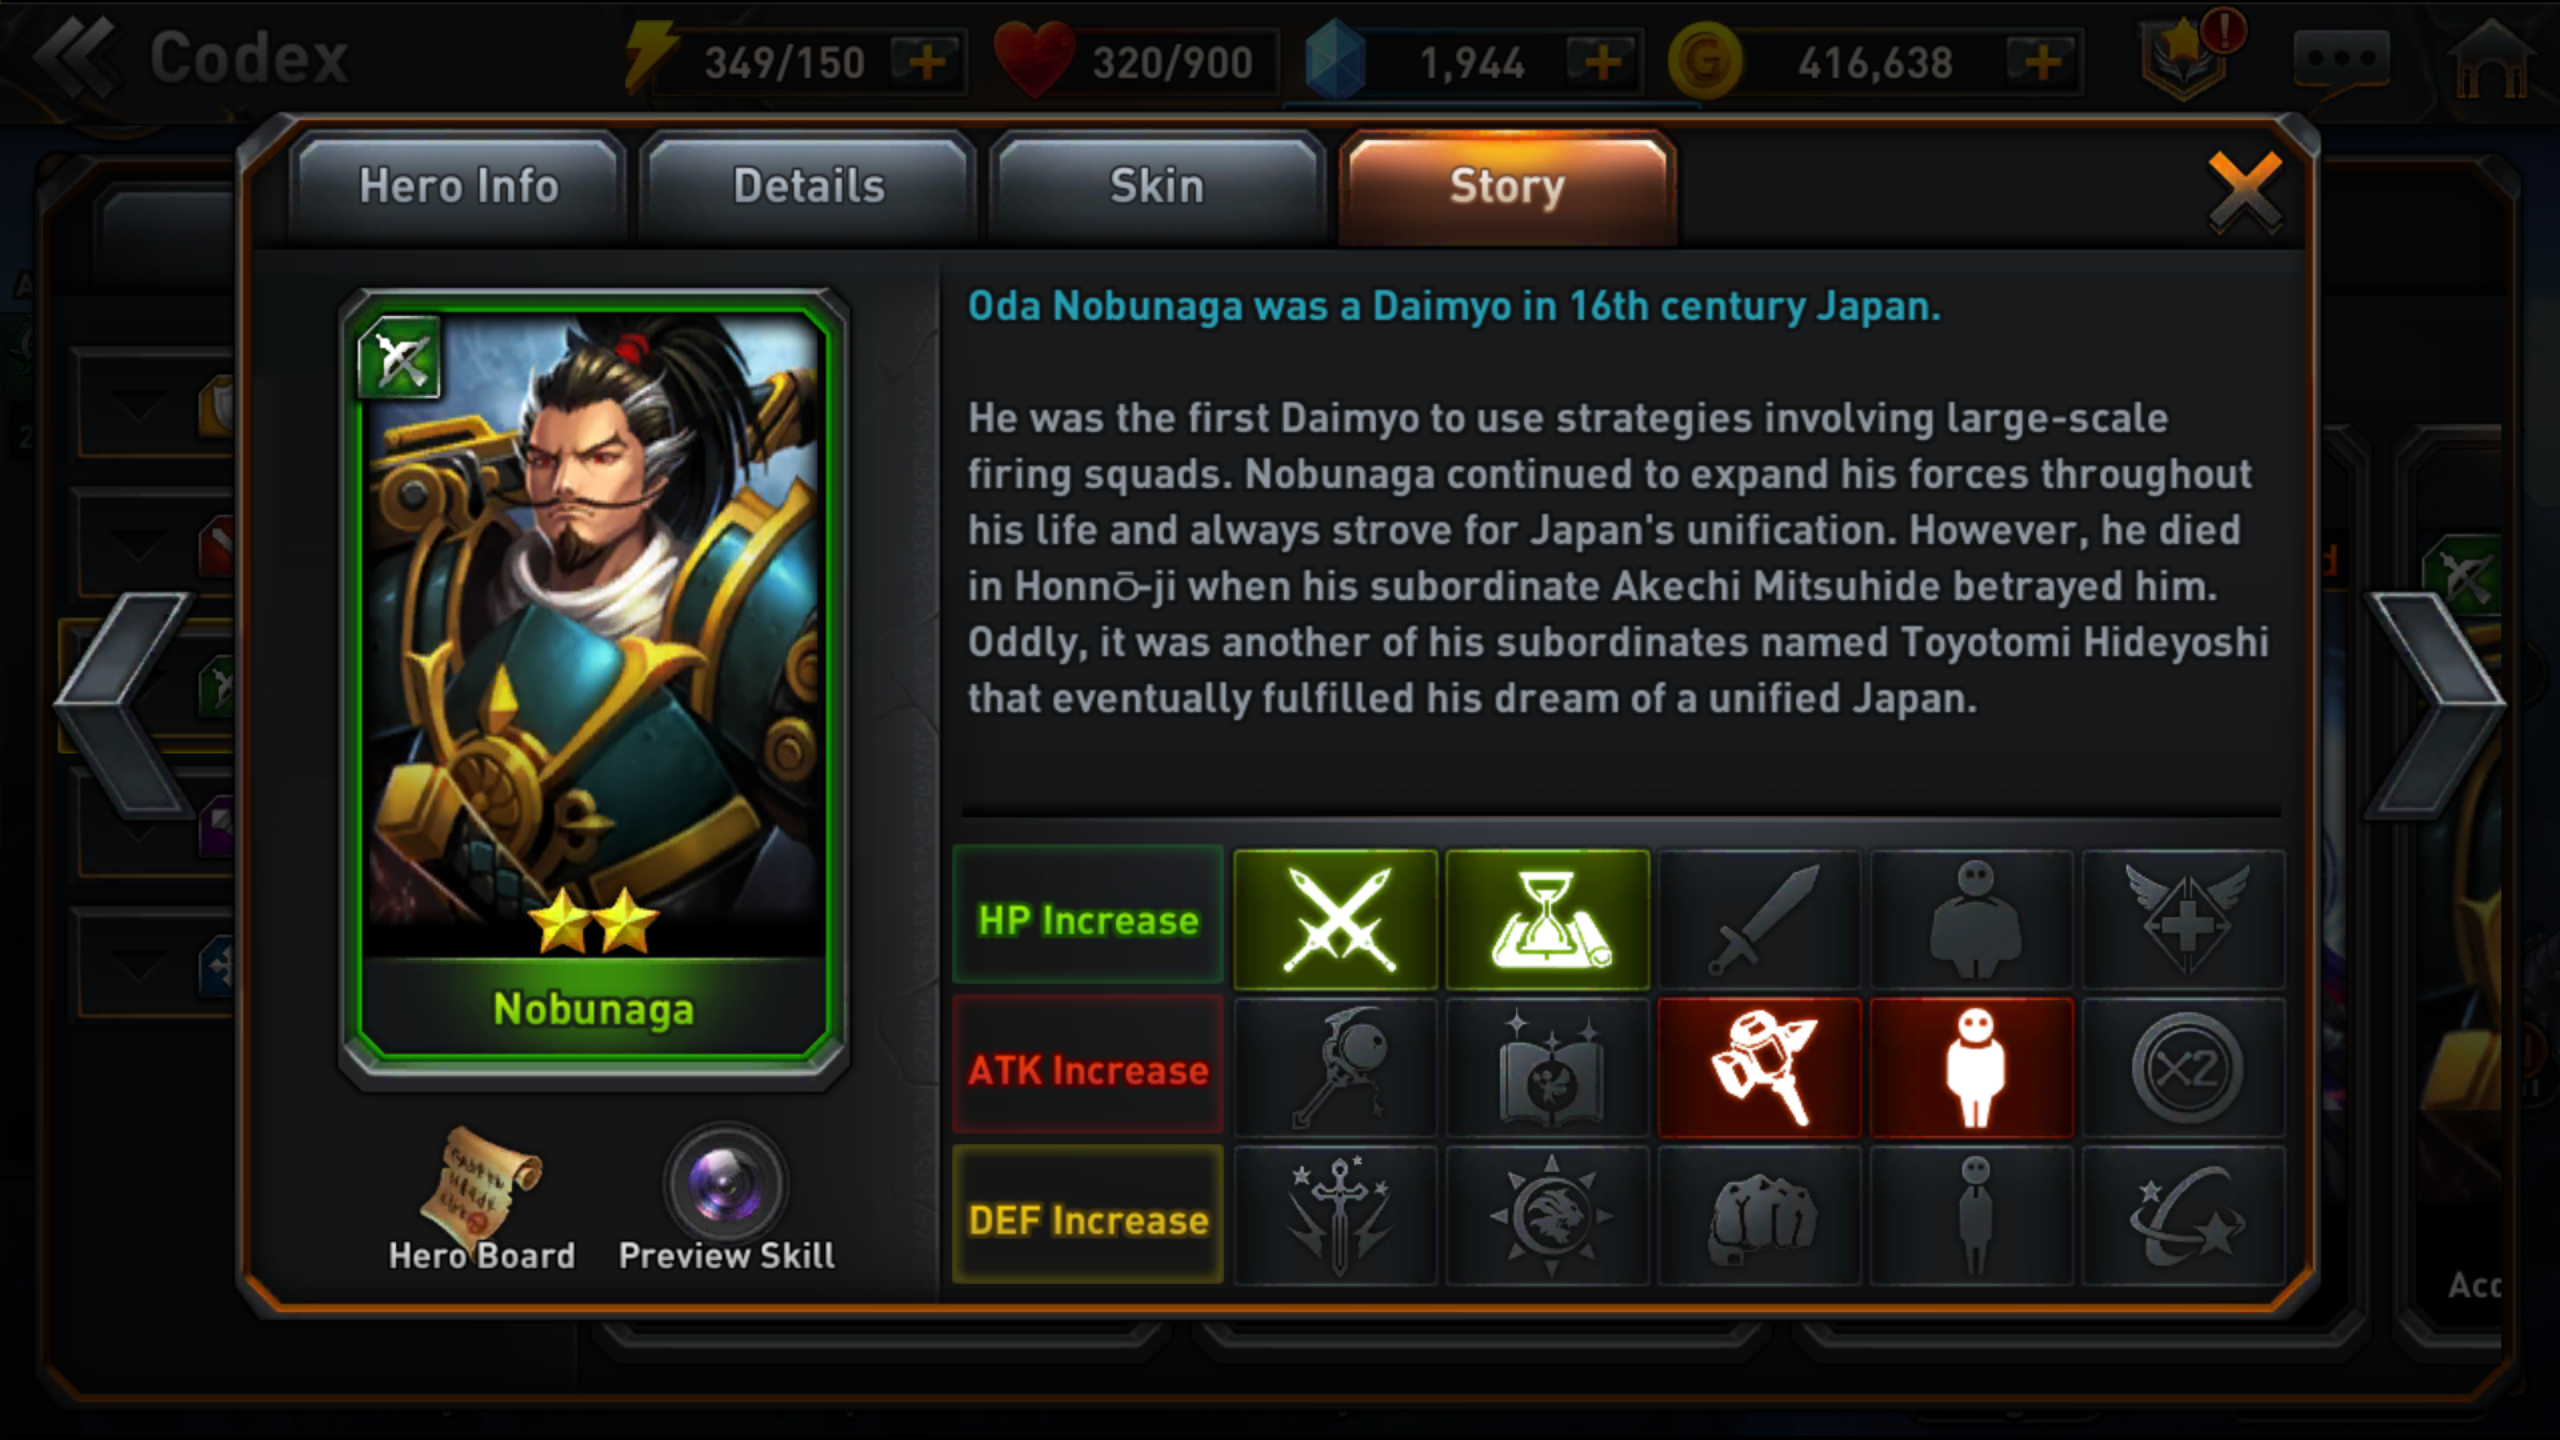 Codex
349/150
320/900
1,944
416,638
Hero Info
Details
Skin
Story
Oda Nobunaga was a Daimyo in 16th century Japan.
He was the first Daimyo to use strategies involving large-scale
firing squads. Nobunaga continued to expand his forces throughout
his life and always strove for Japan's unification. However, he died
in Honnō-ji when his subordinate Akechi Mitsuhide betrayed him.
Oddly, it was another of his subordinates named Toyotomi Hideyoshi
that eventually fulfilled his dream of a unified Japan.
Nobunaga
Hero Board
Preview Skill
HP Increase
ATK Increase
X2
DEF Increase
Acc